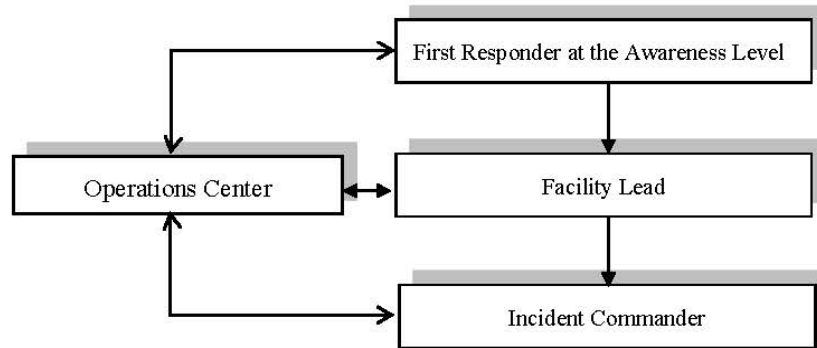 First Responder at the Awareness Level
Operations Center
Facility Lead
Incident Commander